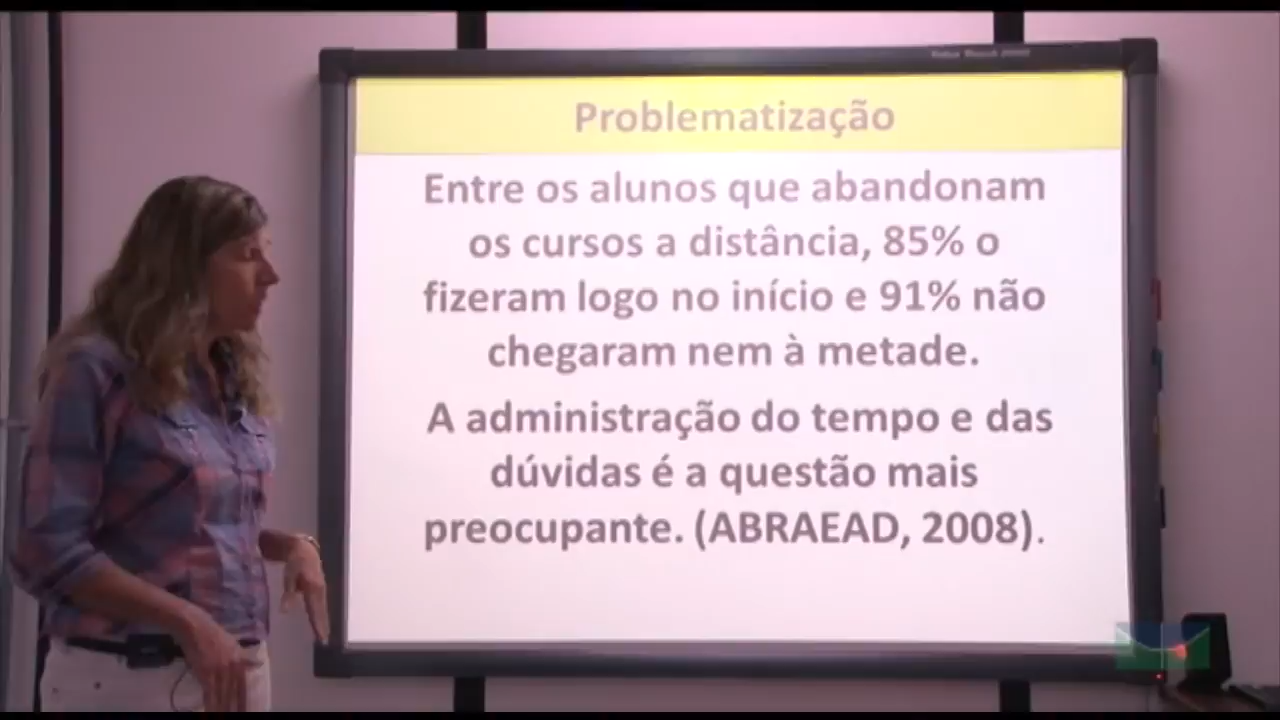 Problematização
Entre os alunos que abandonam
os cursos a distância, 85% o
fizeram logo no início e 91% não
chegaram nem à metade.
A administração do tempo e das
dúvidas é a questão mais
preocupante. (ABRAEAD, 2008).